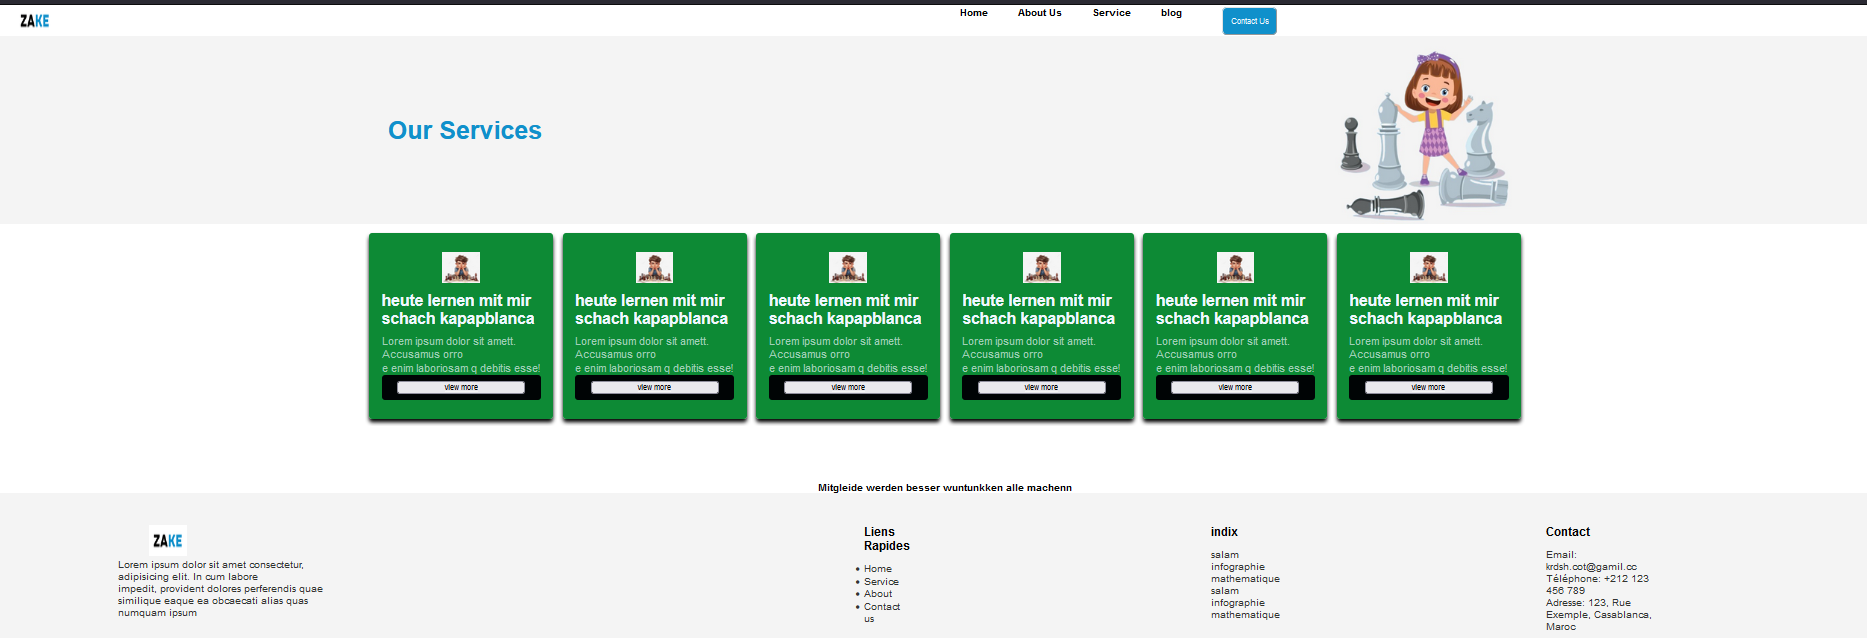 ZAKE
Home About Us Service blog Contact Us
Our Services
heute lernen mit mir
schach kapapblanca
Lorem ipsum dolor sit amett.
Accusamus orro
e enim laboriosam q debitis esse!
view more
heute lernen mit mir
schach kapapblanca
Lorem ipsum dolor sit amett.
Accusamus orro
e enim laboriosam q debitis esse!
view more
heute lernen mit mir
schach kapapblanca
Lorem ipsum dolor sit amett.
Accusamus orro
e enim laboriosam q debitis esse!
view more
heute lernen mit mir
schach kapapblanca
Lorem ipsum dolor sit amett.
Accusamus orro
e enim laboriosam q debitis esse!
view more
heute lernen mit mir
schach kapapblanca
Lorem ipsum dolor sit amett.
Accusamus orro
e enim laboriosam q debitis esse!
view more
heute lernen mit mir
schach kapapblanca
Lorem ipsum dolor sit amett.
Accusamus orro
e enim laboriosam q debitis esse!
view more
Mitgleide werden besser wuntunkken alle machenn
ZAKE
Lorem ipsum dolor sit amet consectetur,
adipisicing elit. In cum labore
impedit, provident dolores perferendis quae
similique eaque ea obcaecati alias quas
numquam ipsum
Liens
Rapides
Home
Service
About
Contact
us
indix
salam
infographie
mathematique
salam
infographie
mathematique
Contact
Email:
krdsh.cot@gamil.cc
Téléphone: +212 123
456 789
Adresse: 123, Rue
Exemple, Casablanca,
Maroc